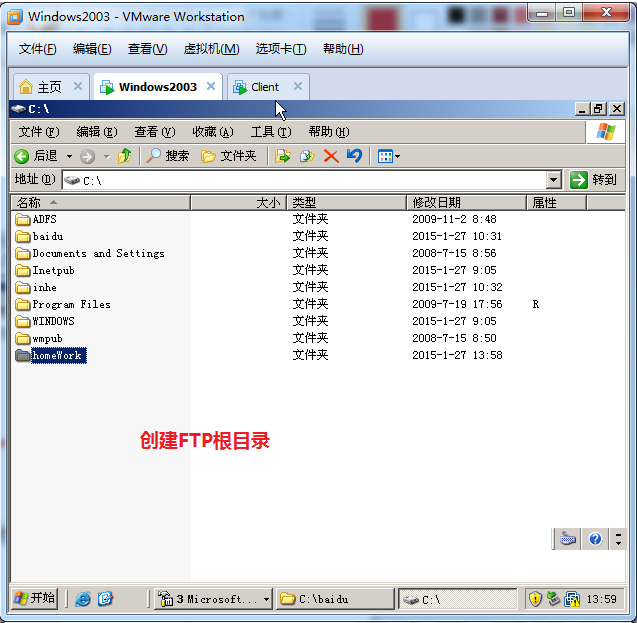 Windows2003 - VMware Workstation
文件(F) 编辑(E) 查看(V) 虚拟机(M) 选项卡(T) 帮助(H)
主页 Windows2003 Client
C:\
文件(F) 编辑(E) 查看(V) 收藏(A) 工具(T) 帮助(H)
后退 搜索 文件夹
地址(D) C:\ 转到
名称 大小 类型 修改日期 属性
ADFS 文件夹 2009-11-2 8:48
baidu 文件夹 2015-1-27 10:31
Documents and Settings 文件夹 2008-7-15 8:56
Inetpub 文件夹 2015-1-27 9:05
inhe 文件夹 2015-1-27 10:32
Program Files 文件夹 2009-7-19 17:56 R
WINDOWS 文件夹 2015-1-27 9:05
wmpub 文件夹 2008-7-15 8:50
homeWork 文件夹 2015-1-27 13:58
创建FTP根目录
开始 3 Microsoft... C:\baidu C:\ 13:59